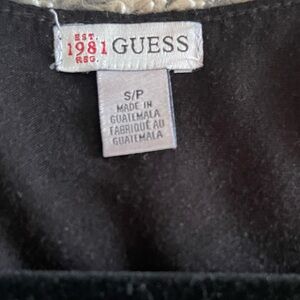 EST.
1981 GUESS
REG.
S/P
MADE IN
GUATEMALA
FABRIQUÉ AU
GUATEMALA